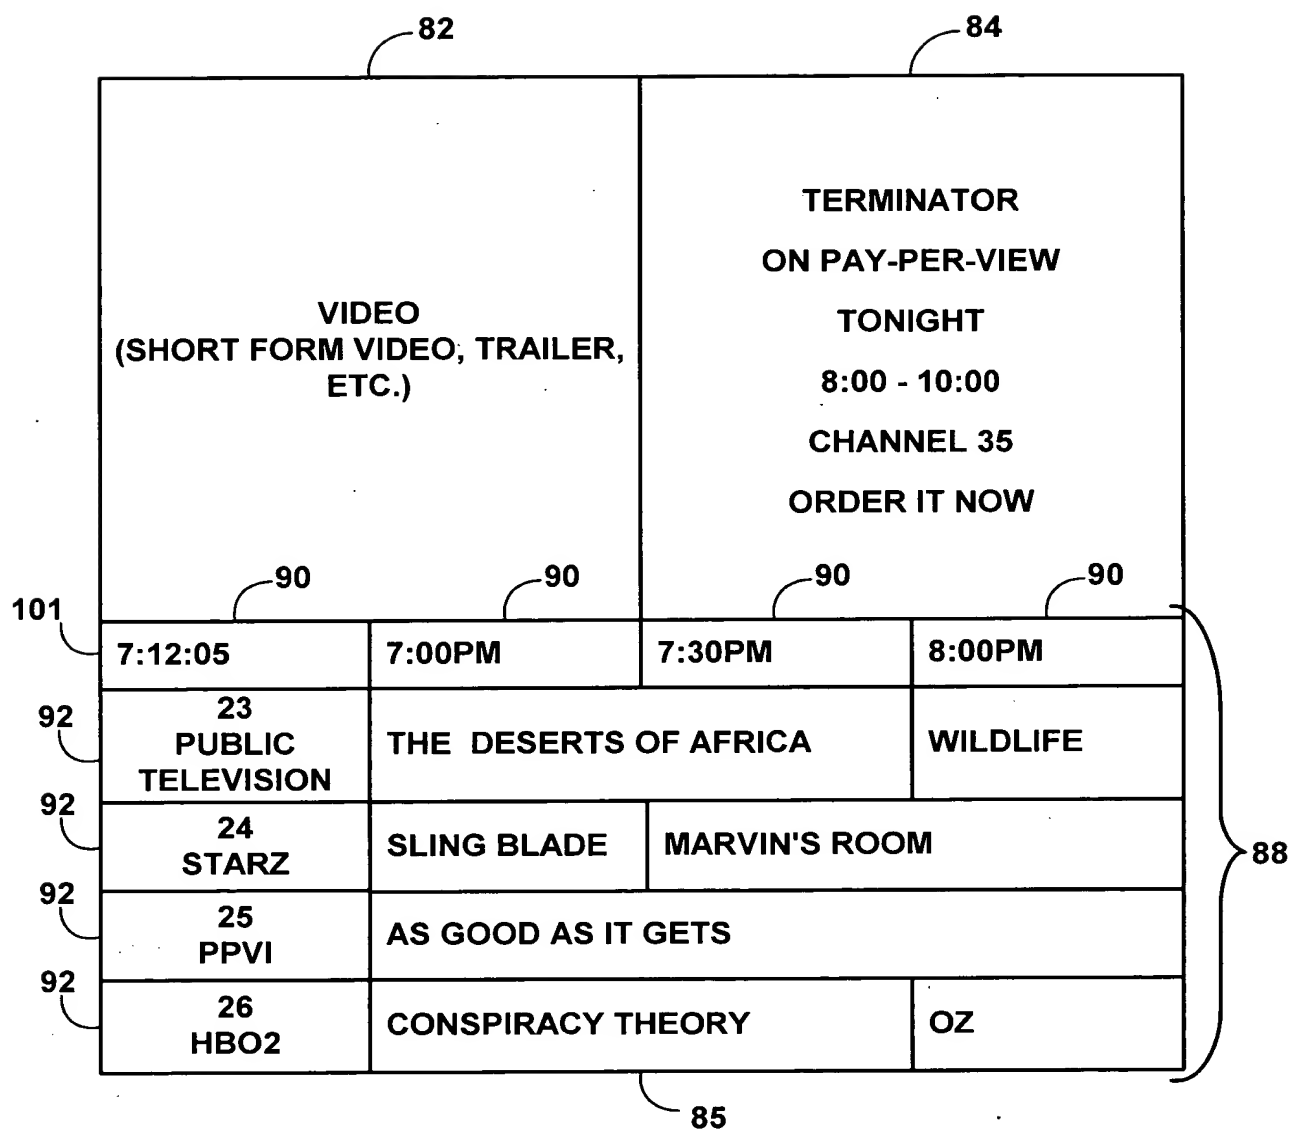 82
84
VIDEO
(SHORT FORM VIDEO, TRAILER,
ETC.)
TERMINATOR
ON PAY-PER-VIEW
TONIGHT
8:00 - 10:00
CHANNEL 35
ORDER IT NOW
90 90 90 90
101
7:12:05 7:00PM 7:30PM 8:00PM
92
23
PUBLIC
TELEVISION
THE DESERTS OF AFRICA WILDLIFE
92
24
STARZ
SLING BLADE MARVIN'S ROOM
88
92
25
PPVI
AS GOOD AS IT GETS
92
26
HBO2
CONSPIRACY THEORY OZ
85